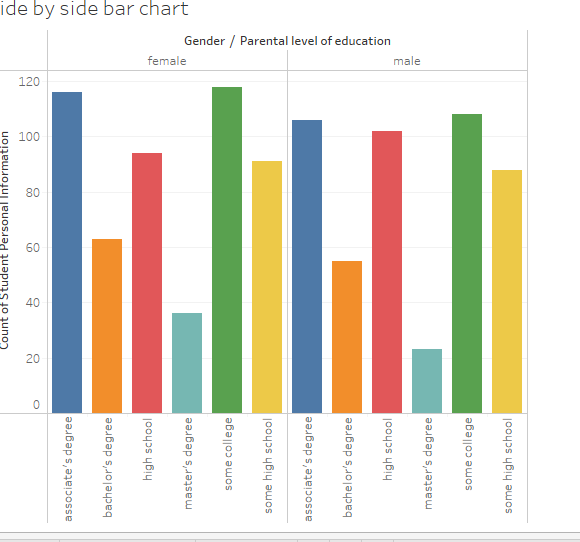 ide by side bar chart
Gender / Parental level of education
female
male
120
100
80
60
40
20
0
Count of Student Personal Information
associate's degree
bachelor's degree
high school
master's degree
some college
some high school
associate's degree
bachelor's degree
high school
master's degree
some college
some high school